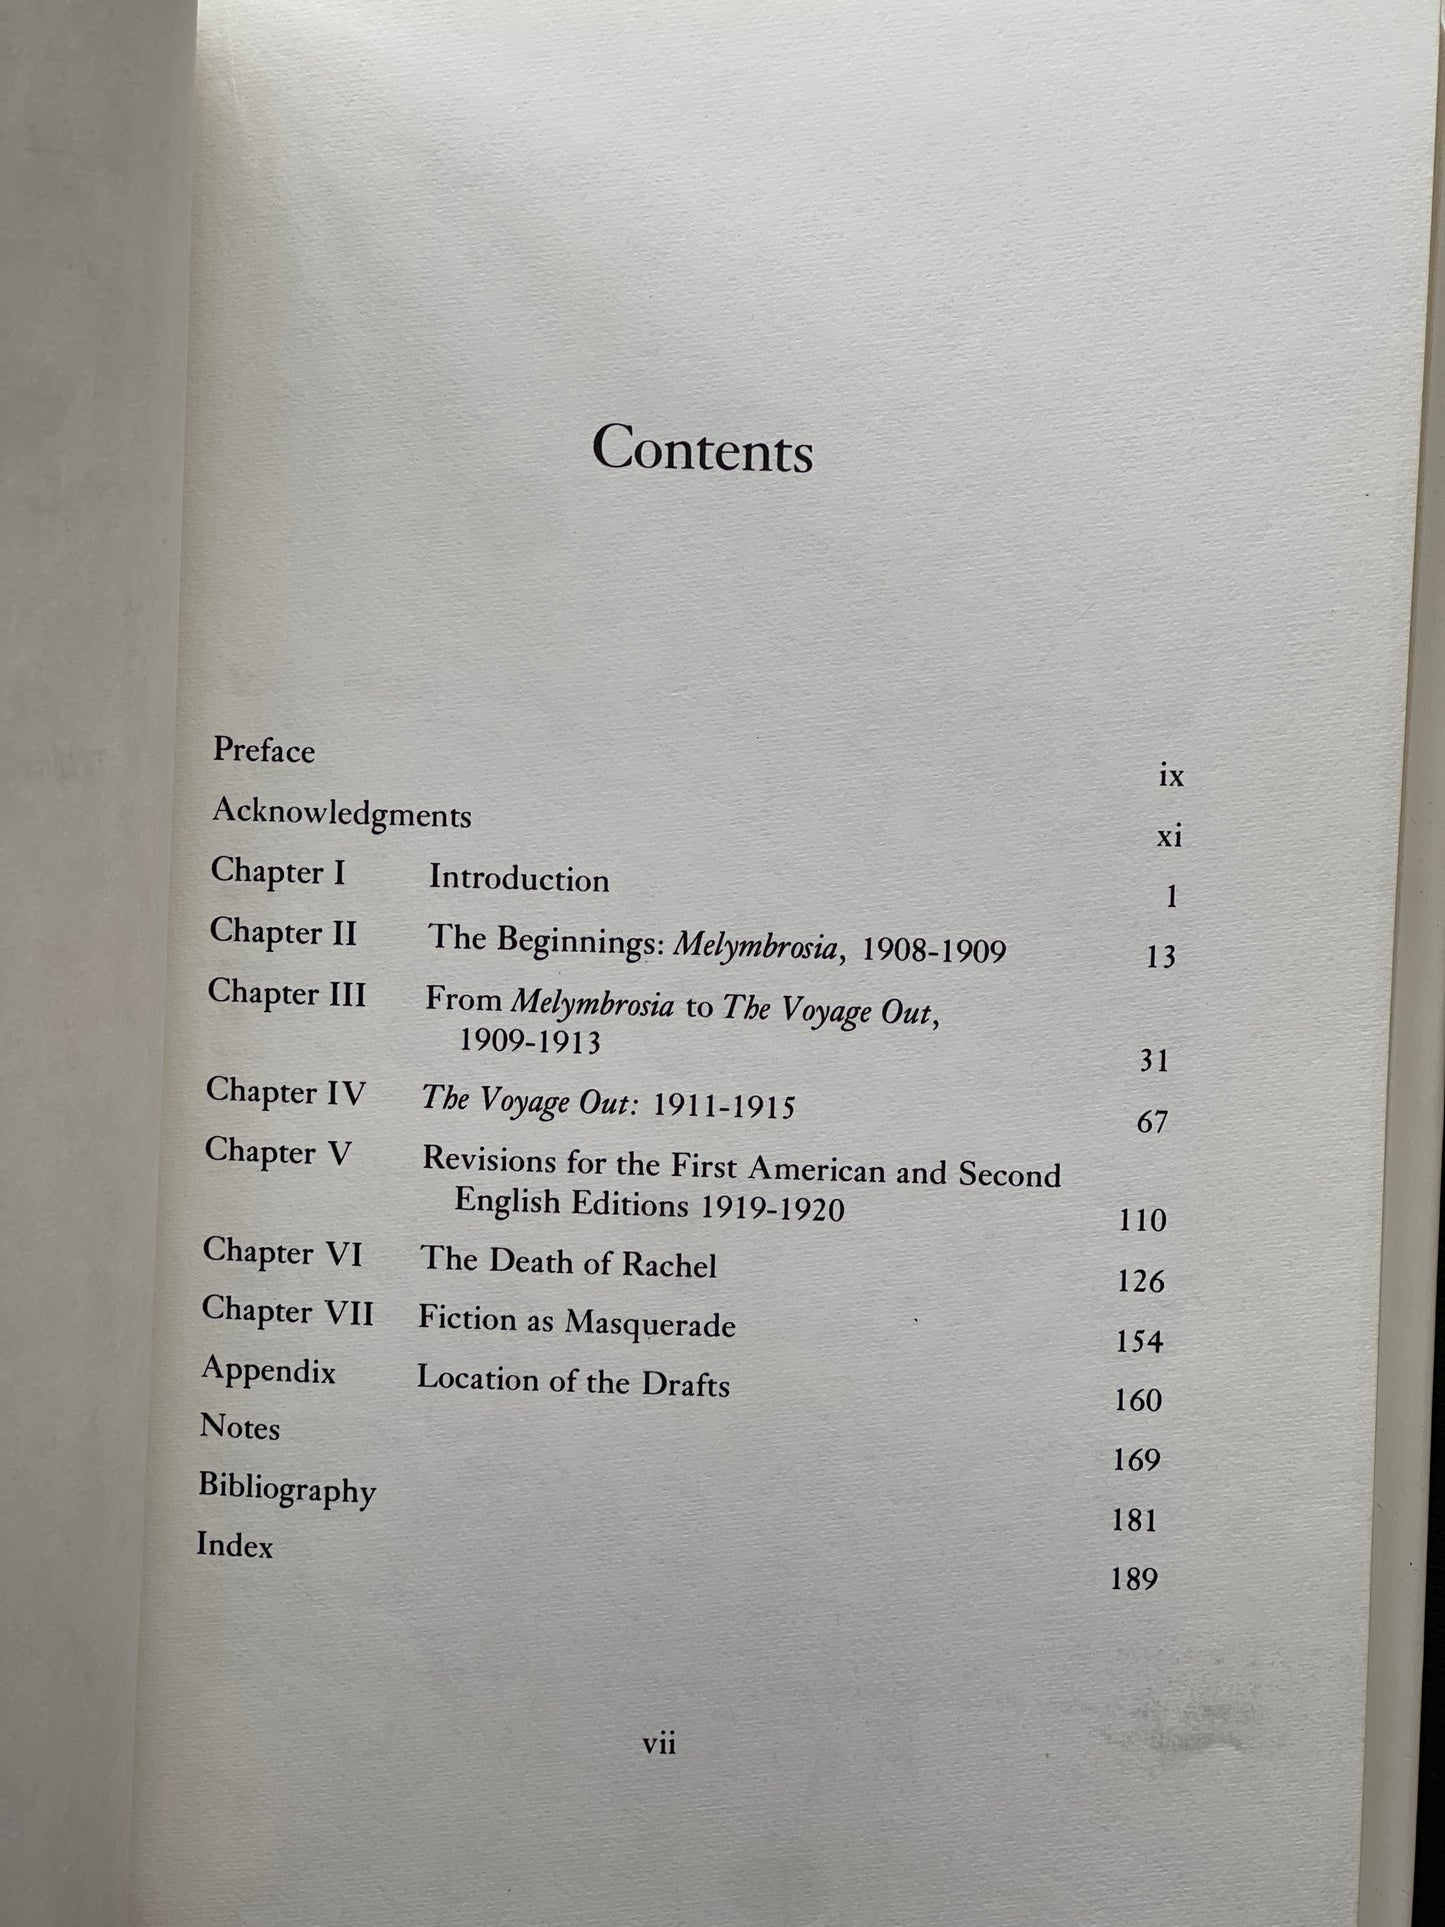 Contents
Preface ix
Acknowledgments xi
Chapter I Introduction 1
Chapter II The Beginnings: Melymbrosia, 1908-1909 13
Chapter III From Melymbrosia to The Voyage Out,
1909-1913 31
Chapter IV The Voyage Out: 1911-1915 67
Chapter V Revisions for the First American and Second
English Editions 1919-1920 110
Chapter VI The Death of Rachel 126
Chapter VII Fiction as Masquerade 154
Appendix Location of the Drafts 160
Notes 169
Bibliography 181
Index 189
vii